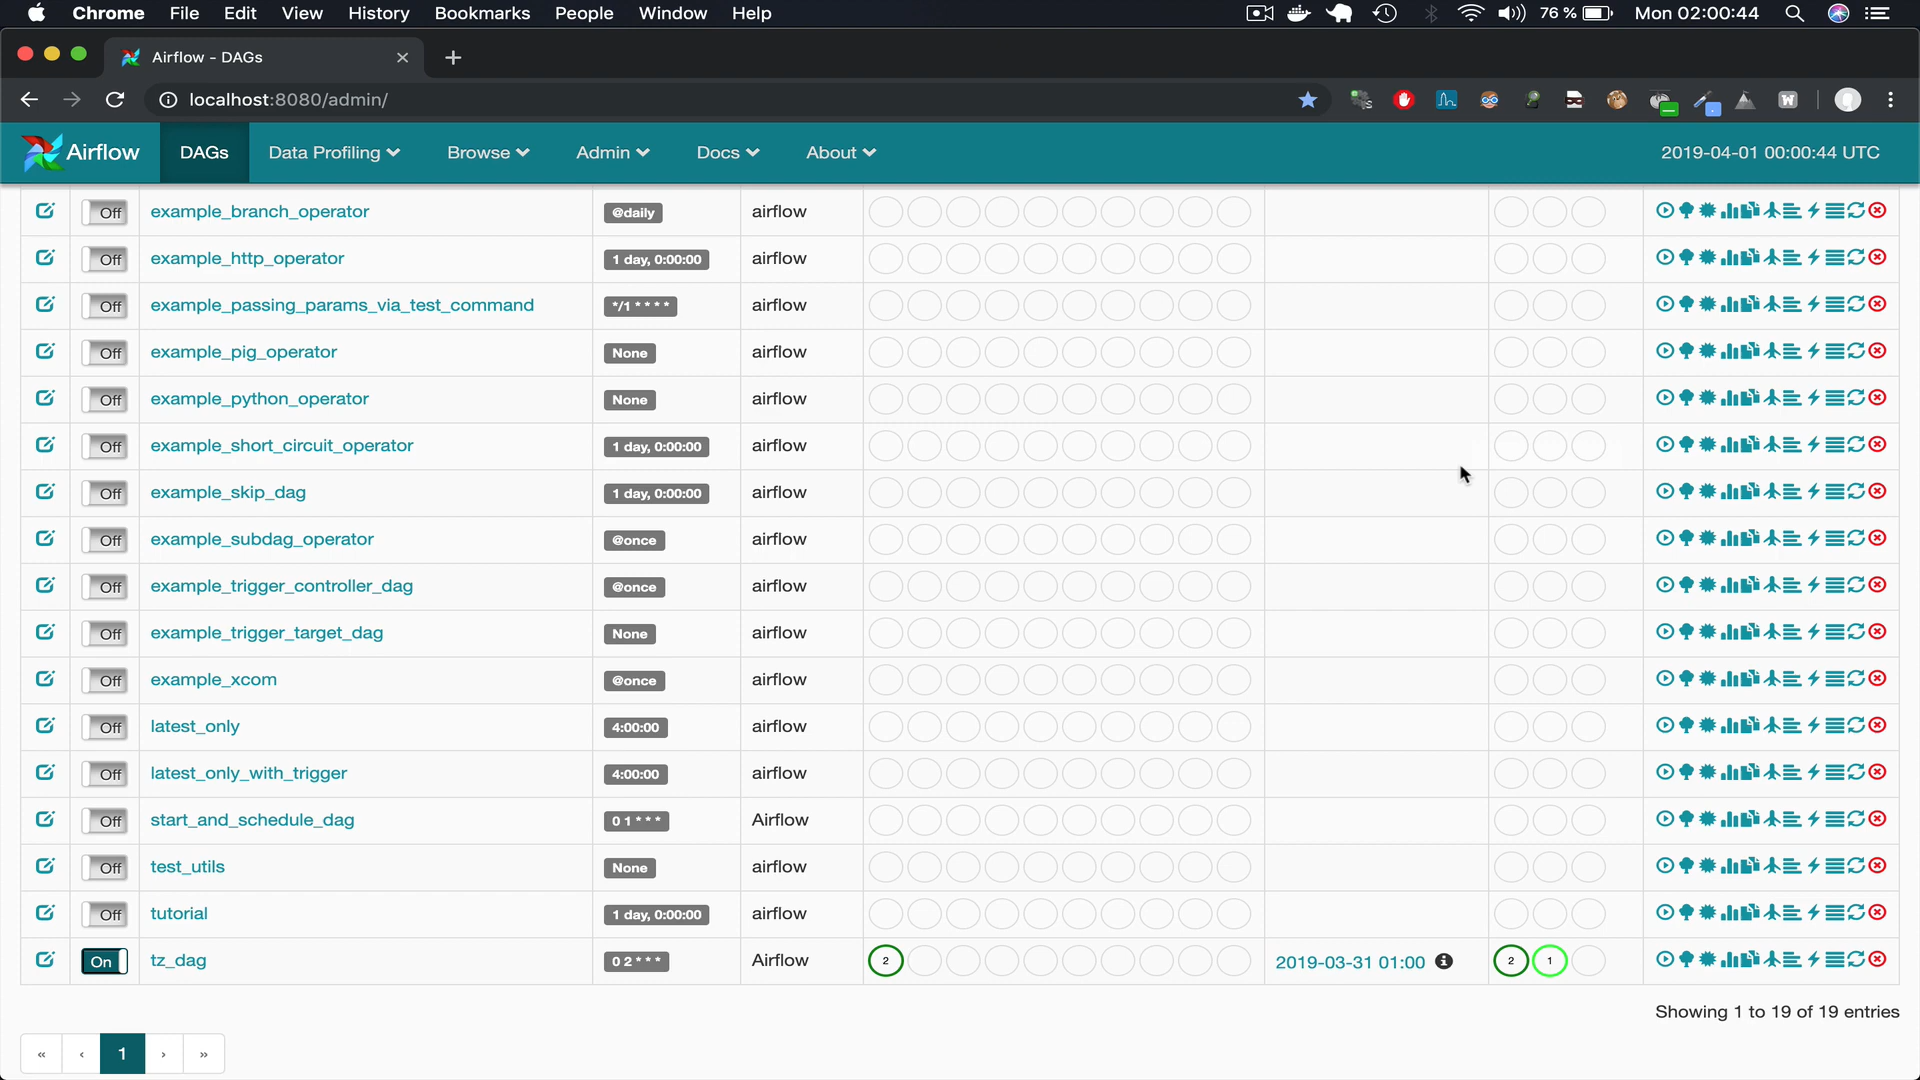 Chrome File Edit View History Bookmarks People Window Help 76 % Mon 02:00:44
Airflow - DAGs
localhost:8080/admin/ W
Airflow DAGs Data Profiling Browse Admin Docs About 2019-04-01 00:00:44 UTC
Off example_branch_operator @daily airflow
Off example_http_operator 1 day, 0:00:00 airflow
Off example_passing_params_via_test_command */1 * * * * airflow
Off example_pig_operator None airflow
Off example_python_operator None airflow
Off example_short_circuit_operator 1 day, 0:00:00 airflow
Off example_skip_dag 1 day, 0:00:00 airflow
Off example_subdag_operator @once airflow
Off example_trigger_controller_dag @once airflow
Off example_trigger_target_dag None airflow
Off example_xcom @once airflow
Off latest_only 4:00:00 airflow
Off latest_only_with_trigger 4:00:00 airflow
Off start_and_schedule_dag 0 1 * * * Airflow
Off test_utils None airflow
Off tutorial 1 day, 0:00:00 airflow
On tz_dag 0 2 * * * Airflow 2 2019-03-31 01:00 2 1
Showing 1 to 19 of 19 entries
« ‹ 1 › »